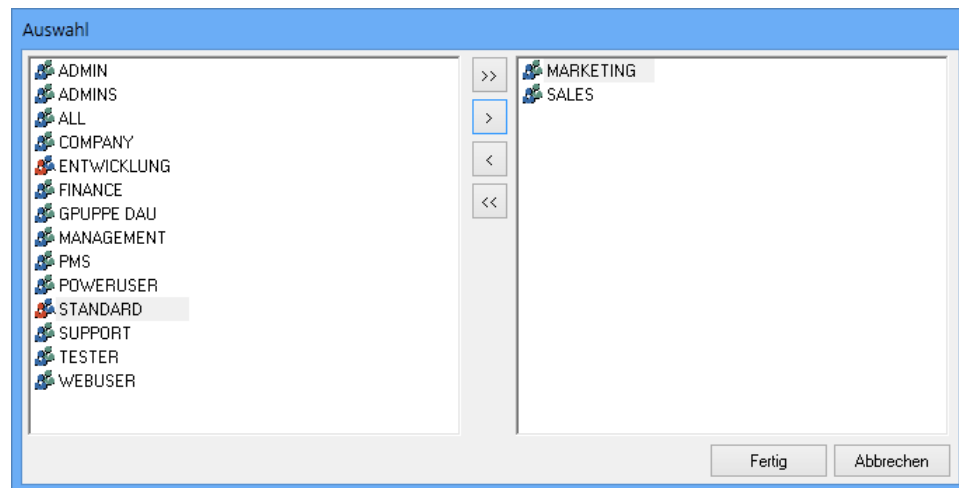 Auswahl
ADMIN
ADMINS
ALL
COMPANY
ENTWICKLUNG
FINANCE
GPUPPE DAU
MANAGEMENT
PMS
POWERUSER
STANDARD
SUPPORT
TESTER
WEBUSER
>>
>
<
<<
MARKETING
SALES
Fertig
Abbrechen